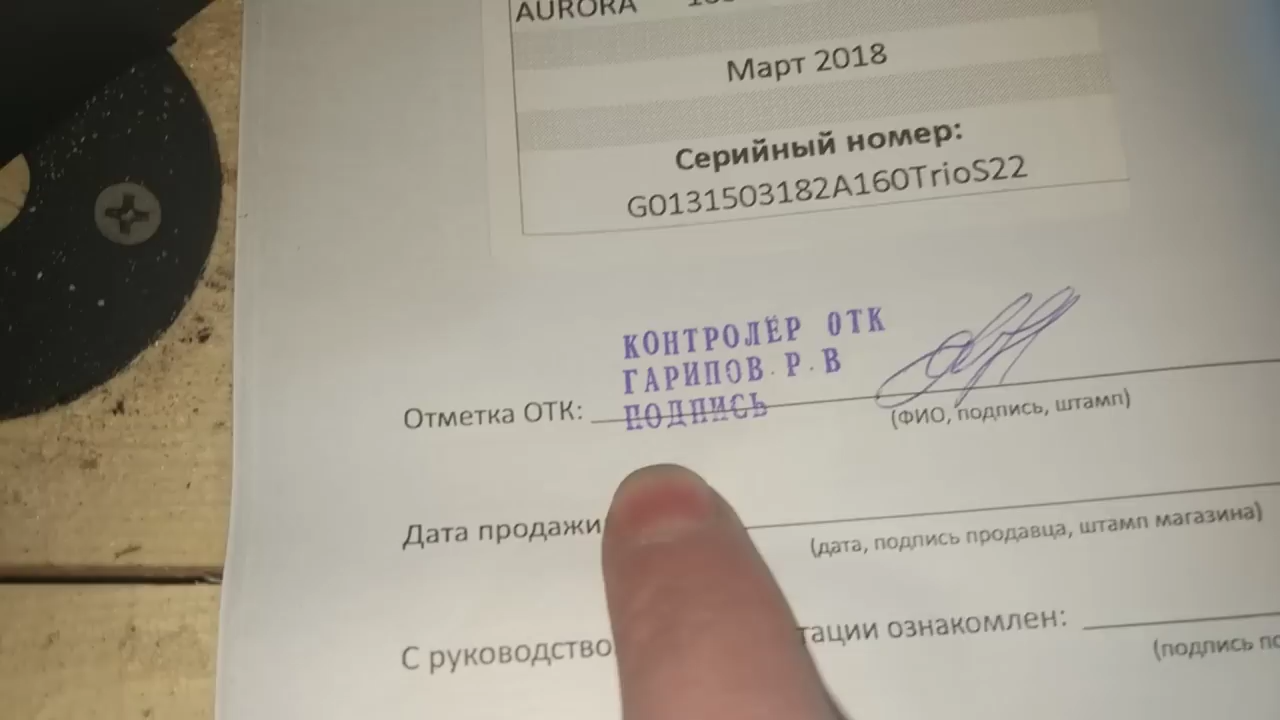 AURORA
Март 2018
Серийный номер:
G0131503182A160TrioS22
КОНТРОЛЁР ОТК
ГАРИПОВ Р.В
ПОДПИСЬ
Отметка ОТК:
(ФИО, подпись, штамп)
Дата продажи
(дата, подпись продавца, штамп магазина)
С руководство тации ознакомлен:
(подпись по